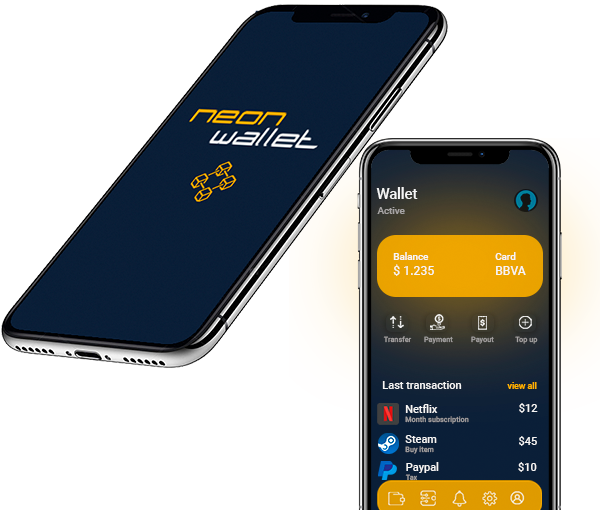 neon
wallet
Wallet
Active
Balance
Card
$ 1.235
BBVA
Transfer
Payment
Payout
Top up
Last transaction
view all
Netflix
$12
Month subscription
Steam
$45
Buy Item
Paypal
$10
Tax